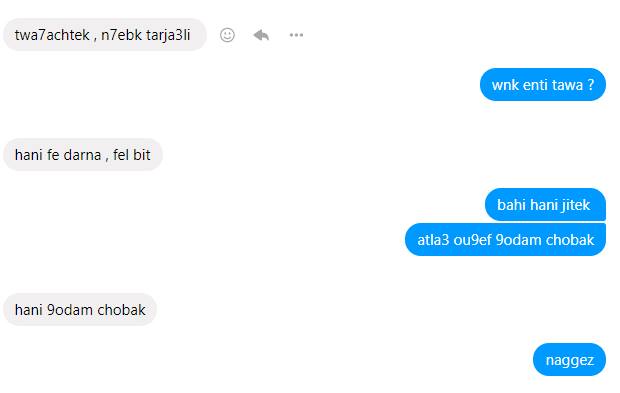 twa7achtek , n7ebk tarja3li
wnk enti tawa ?
hani fe darna , fel bit
bahi hani jitek
atla3 ou9ef 9odam chobak
hani 9odam chobak
naggez